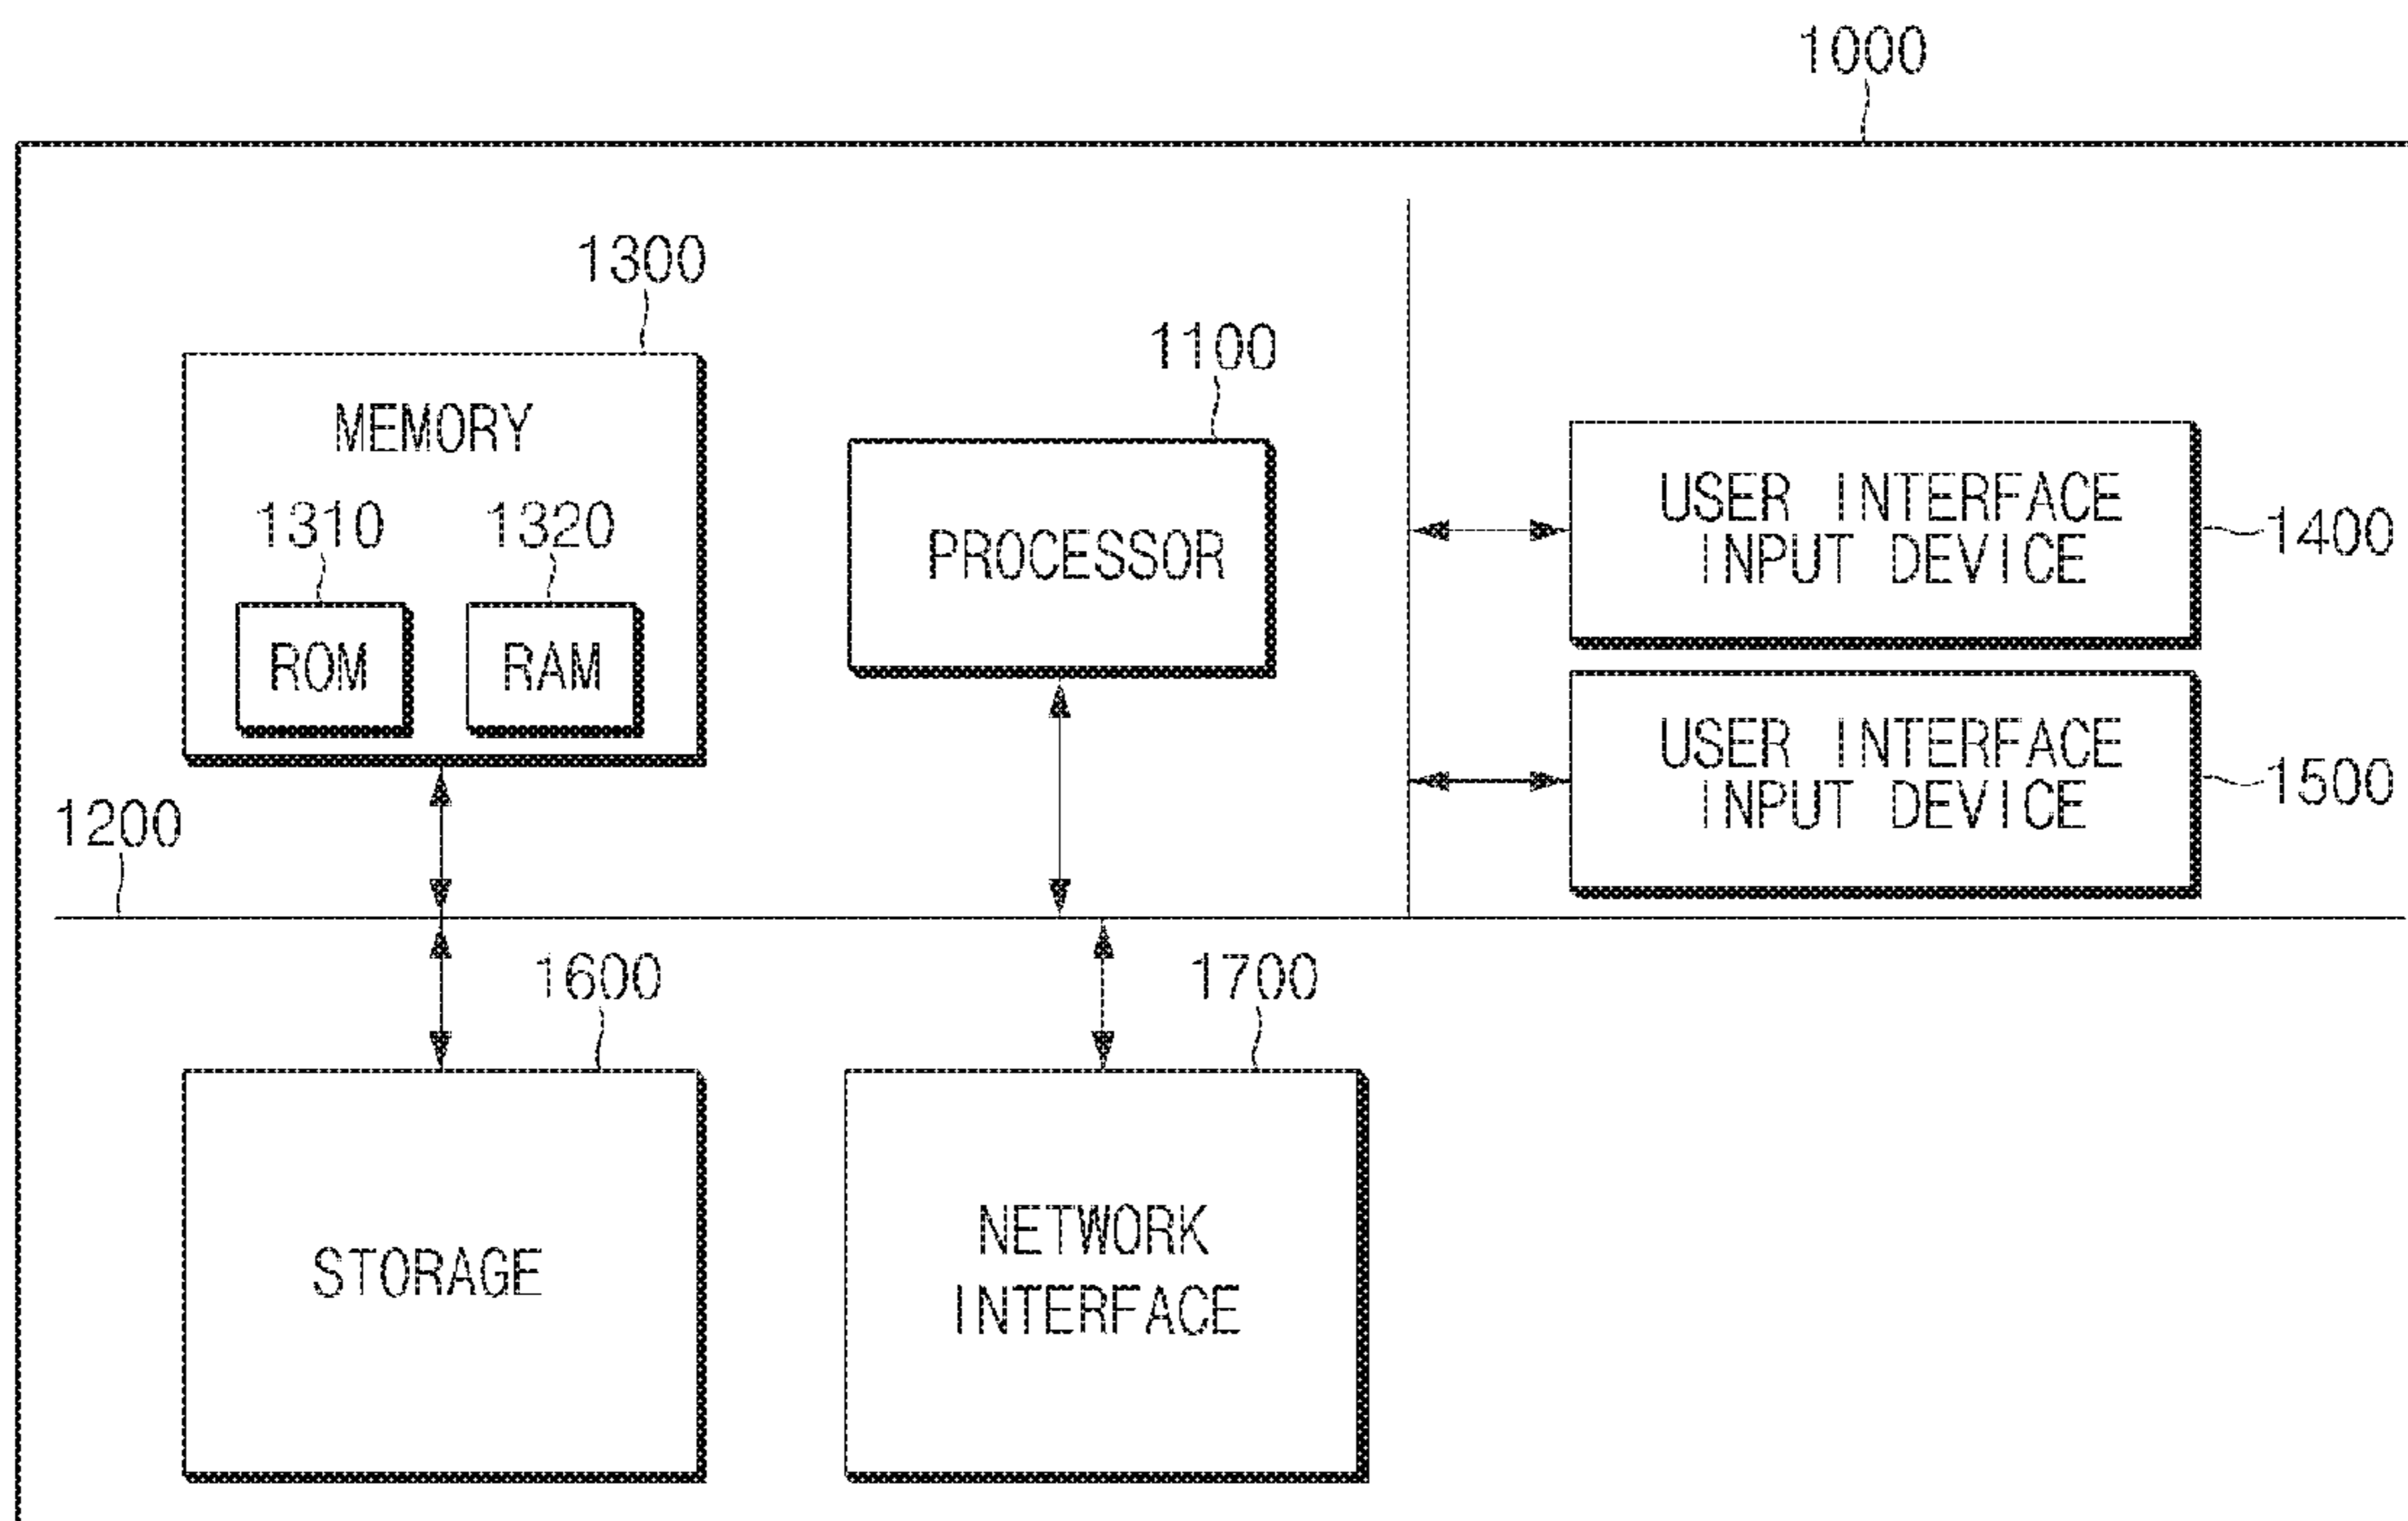 1000
1300
1100
MEMORY
1310 1320
ROM RAM
PROCESSOR
USER INTERFACE
INPUT DEVICE
1400
USER INTERFACE
INPUT DEVICE
1500
1200
1600
1700
STORAGE
NETWORK
INTERFACE